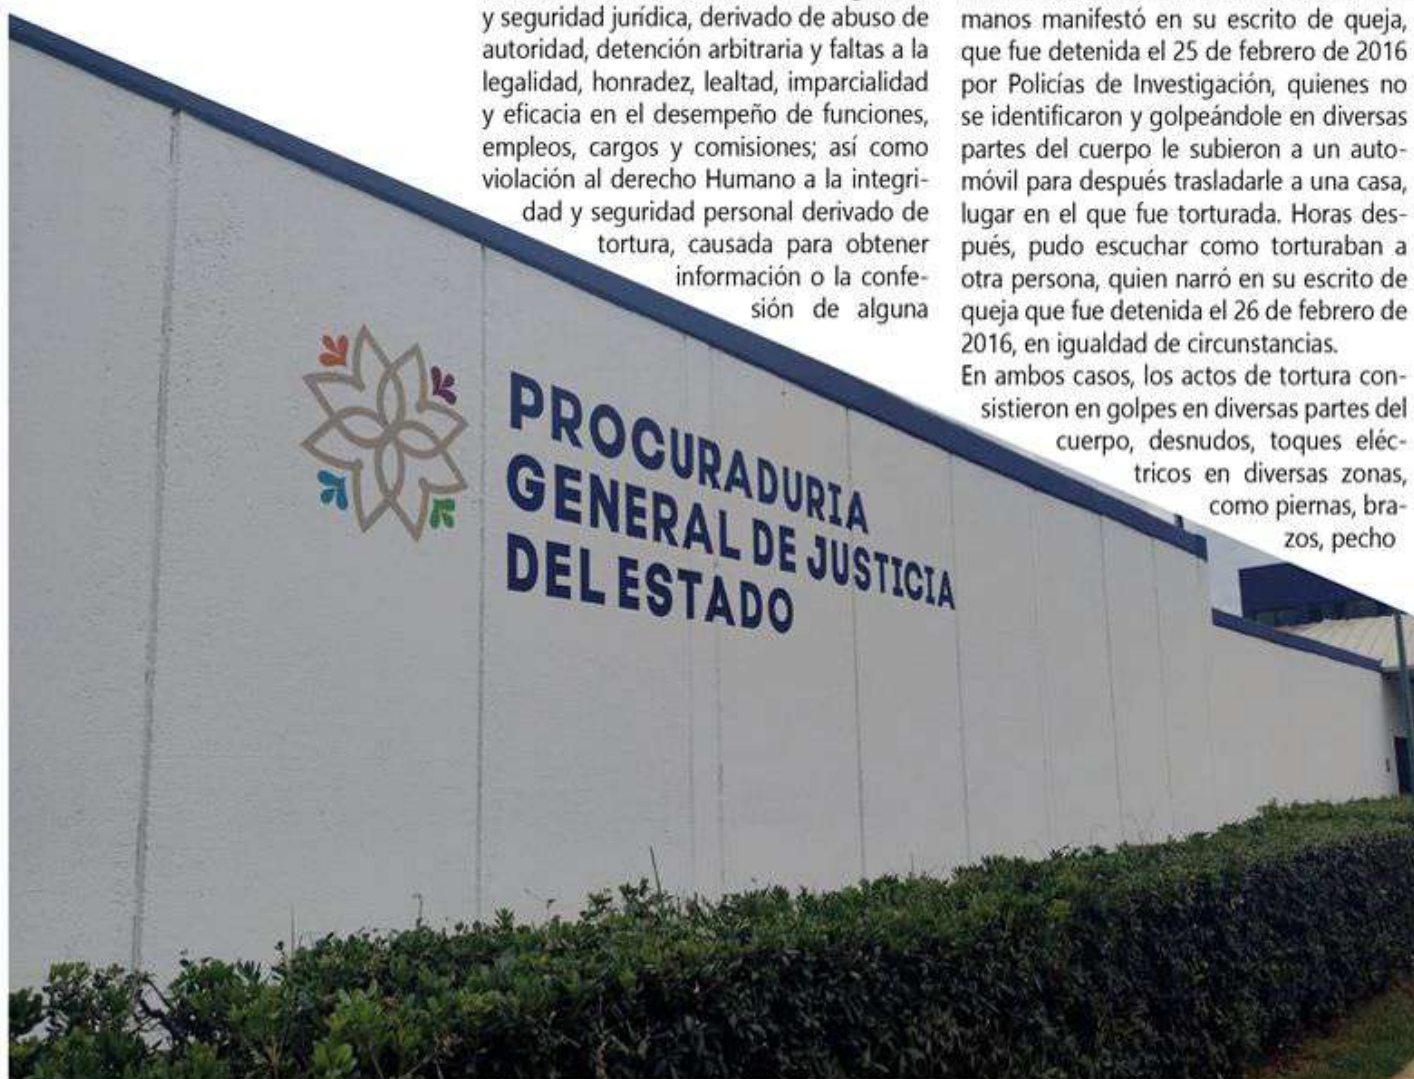 y seguridad jurídica, derivado de abuso de
autoridad, detención arbitraria y faltas a la
legalidad, honradez, lealtad, imparcialidad
y eficacia en el desempeño de funciones,
empleos, cargos y comisiones; así como
violación al derecho Humano a la integri-
dad y seguridad personal derivado de
tortura, causada para obtener
información o la confe-
sión de alguna
manos manifestó en su escrito de queja,
que fue detenida el 25 de febrero de 2016
por Policías de Investigación, quienes no
se identificaron y golpeándole en diversas
partes del cuerpo le subieron a un auto-
móvil para después trasladarle a una casa,
lugar en el que fue torturada. Horas des-
pués, pudo escuchar como torturaban a
otra persona, quien narró en su escrito de
queja que fue detenida el 26 de febrero de
2016, en igualdad de circunstancias.
En ambos casos, los actos de tortura con-
sistieron en golpes en diversas partes del
cuerpo, desnudos, toques eléc-
tricos en diversas zonas,
como piernas, bra-
zos, pecho
PROCURADURIA
GENERAL DE JUSTICIA
DEL ESTADO